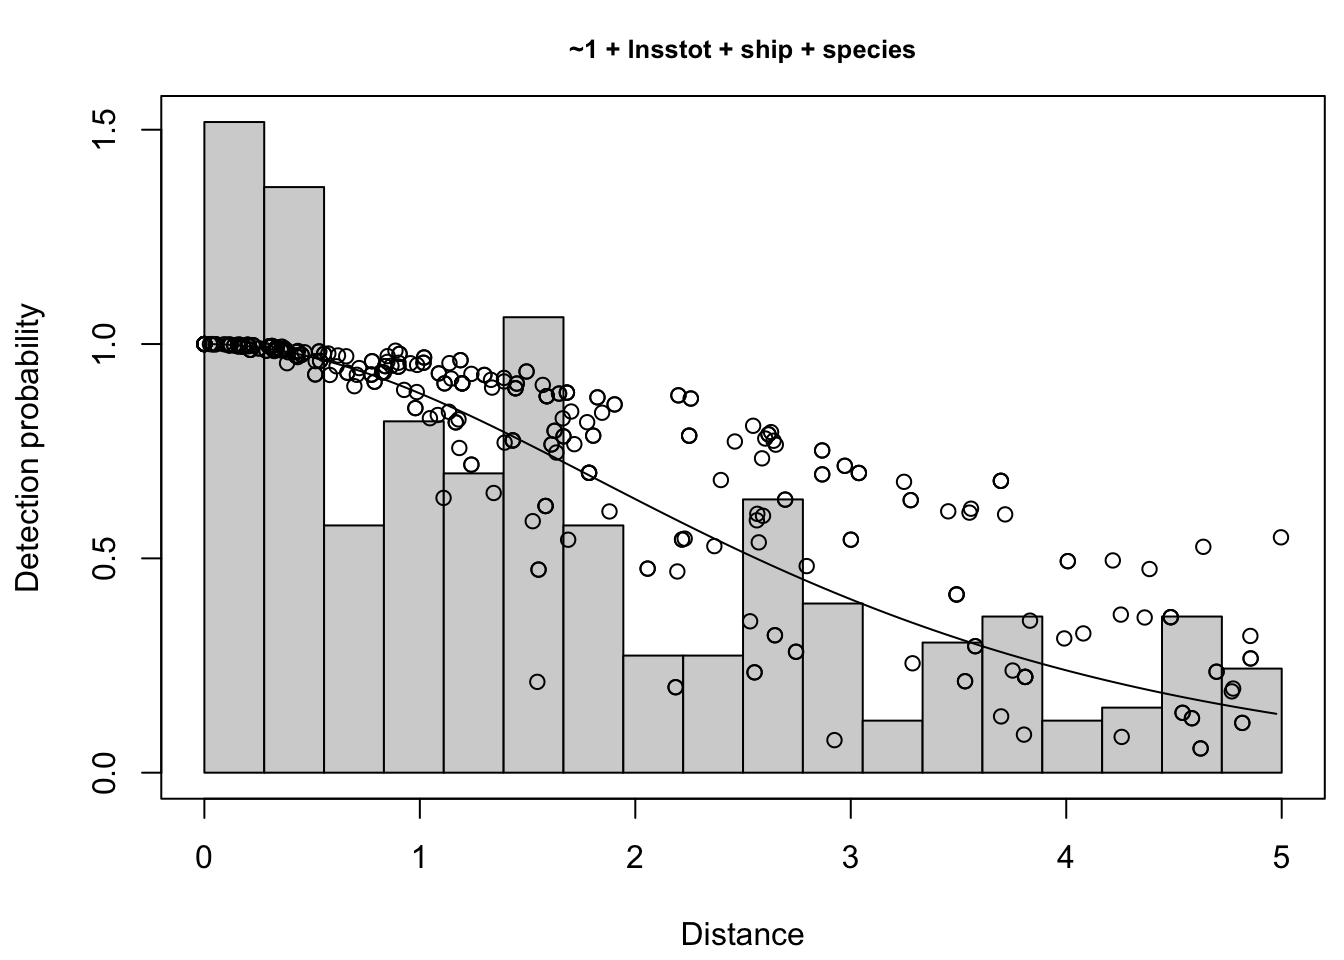 ~1 + lnsstot + ship + species
1.5
1.0
0.5
0.0
Detection probability
0 1 2 3 4 5
Distance